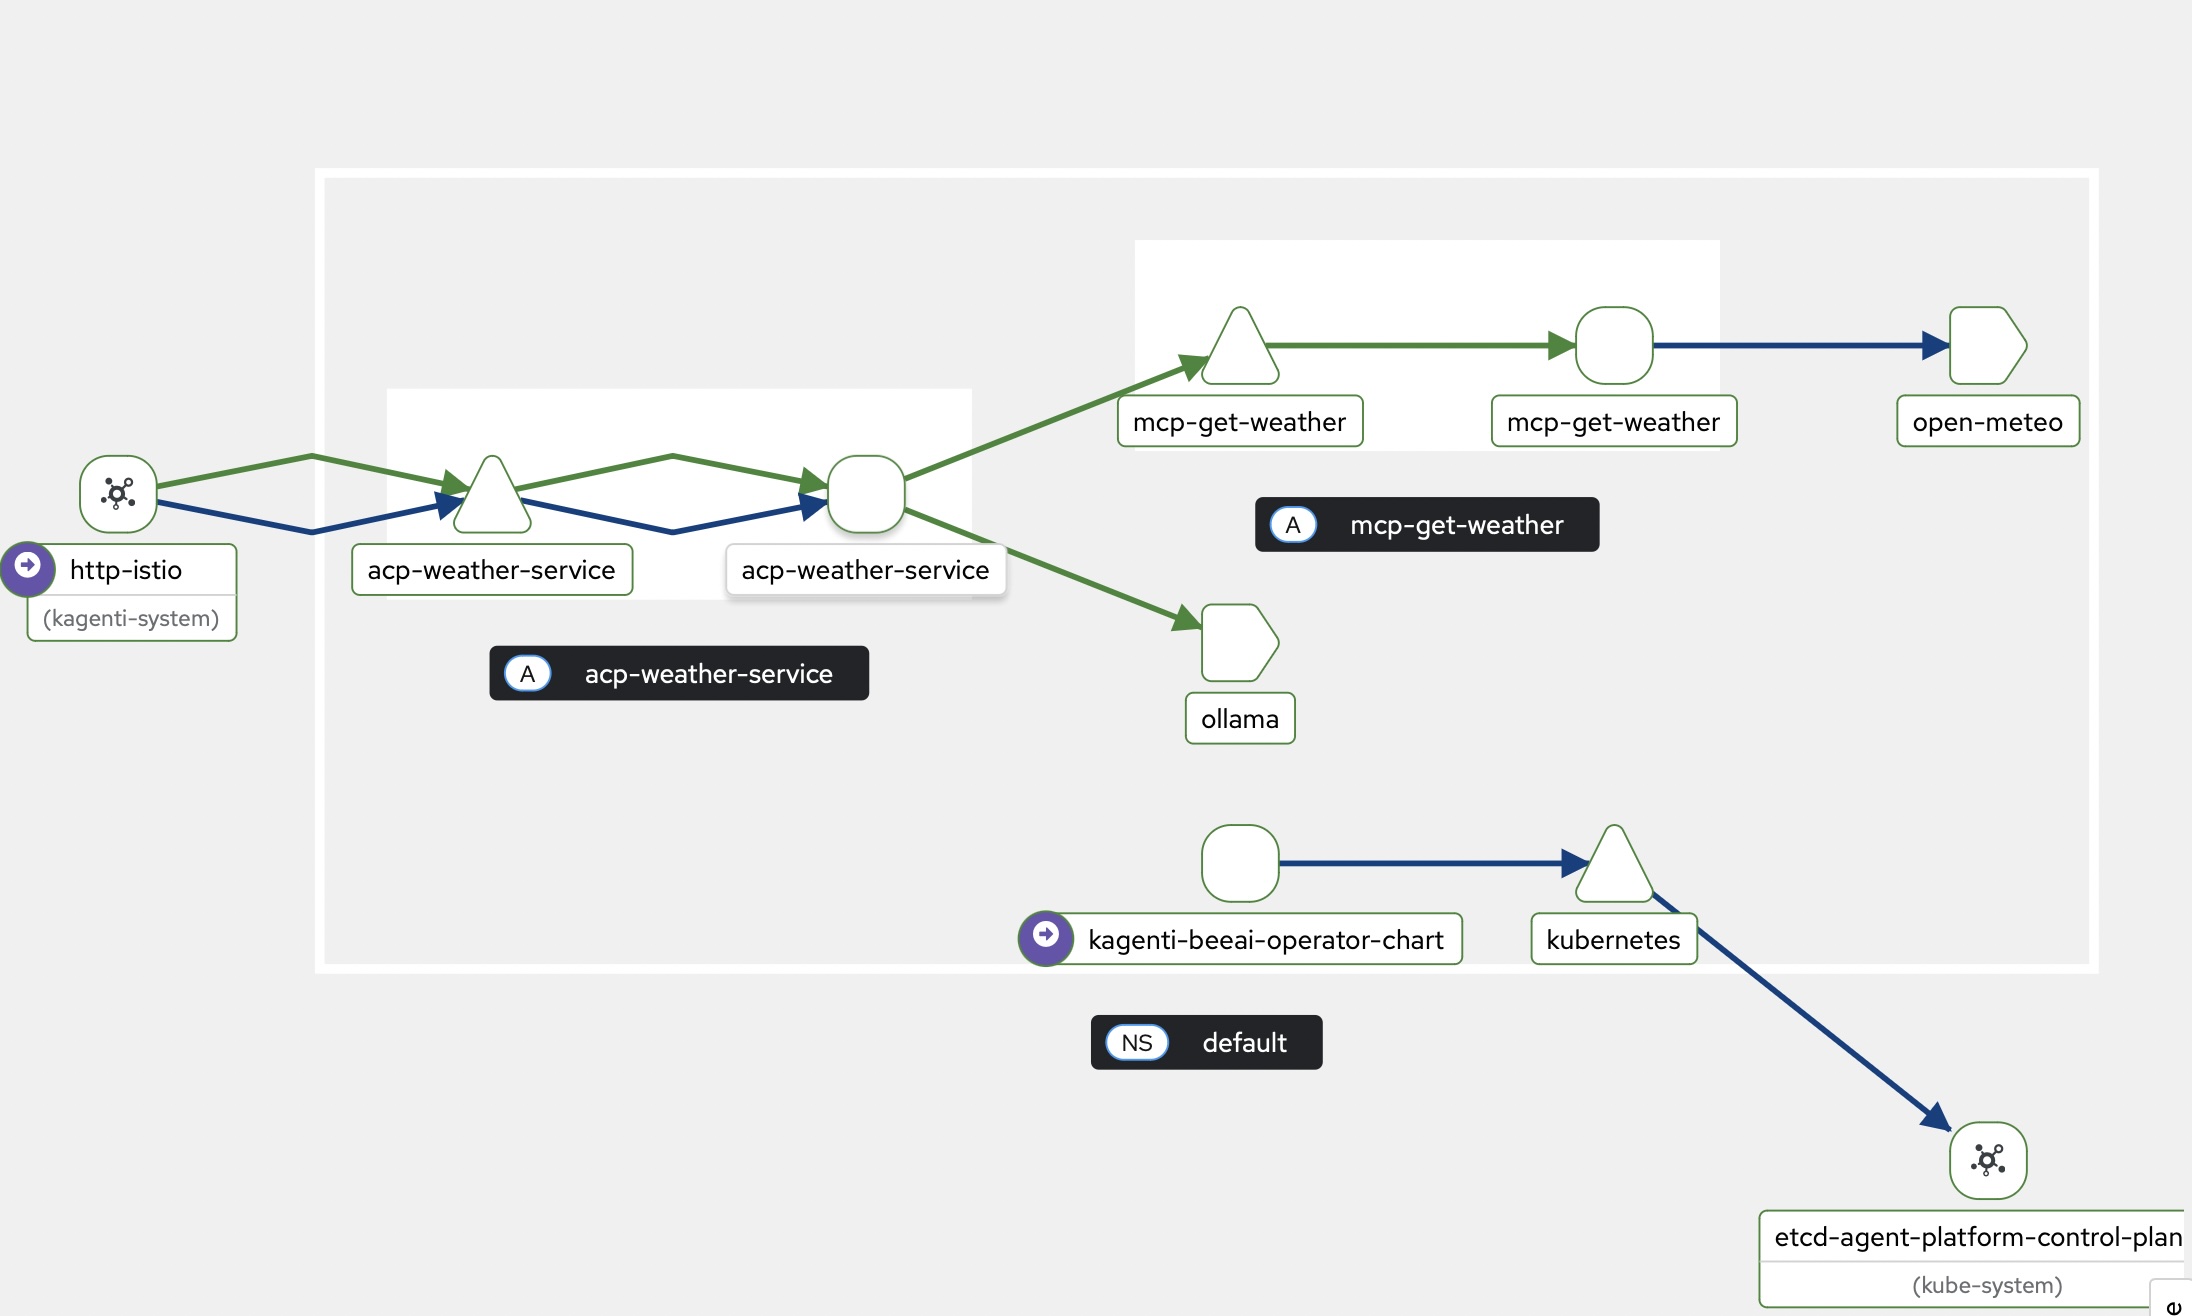 mcp-get-weather
mcp-get-weather
open-meteo
A mcp-get-weather
http-istio
(kagenti-system)
acp-weather-service
acp-weather-service
A acp-weather-service
ollama
kagenti-beeai-operator-chart
kubernetes
NS default
etcd-agent-platform-control-plan
(kube-system)
e